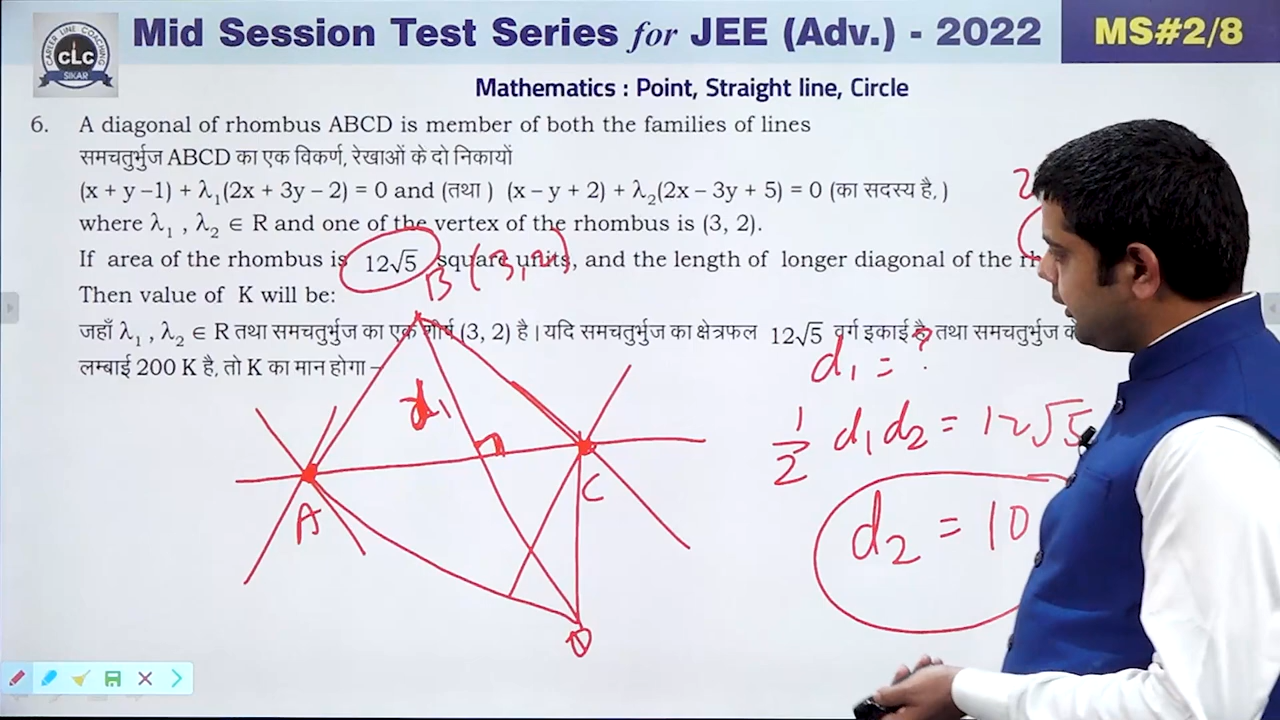 CAREER LINE COACHING
CLC
SIKAR
Mid Session Test Series for JEE (Adv.) - 2022
MS#2/8
Mathematics : Point, Straight line, Circle
6. A diagonal of rhombus ABCD is member of both the families of lines
समचतुर्भुज ABCD का एक विकर्ण, रेखाओं के दो निकायों
(x + y –1) + λ₁(2x + 3y – 2) = 0 and (तथा ) (x – y + 2) + λ₂(2x – 3y + 5) = 0 (का सदस्य है, )
where λ₁ , λ₂ ∈ R and one of the vertex of the rhombus is (3, 2).
If area of the rhombus is 12√5 square units, and the length of longer diagonal of the
Then value of K will be:
B (3, 2)
जहाँ λ₁ , λ₂ ∈ R तथा समचतुर्भुज का एक शीर्ष (3, 2) है । यदि समचतुर्भुज का क्षेत्रफल 12√5 वर्ग इकाई है, तथा समचतुर्भुज
लम्बाई 200 K है, तो K का मान होगा –
d₁ = ?
d₁
½ d₁d₂ = 12√5
A
C
d₂ = 10
D